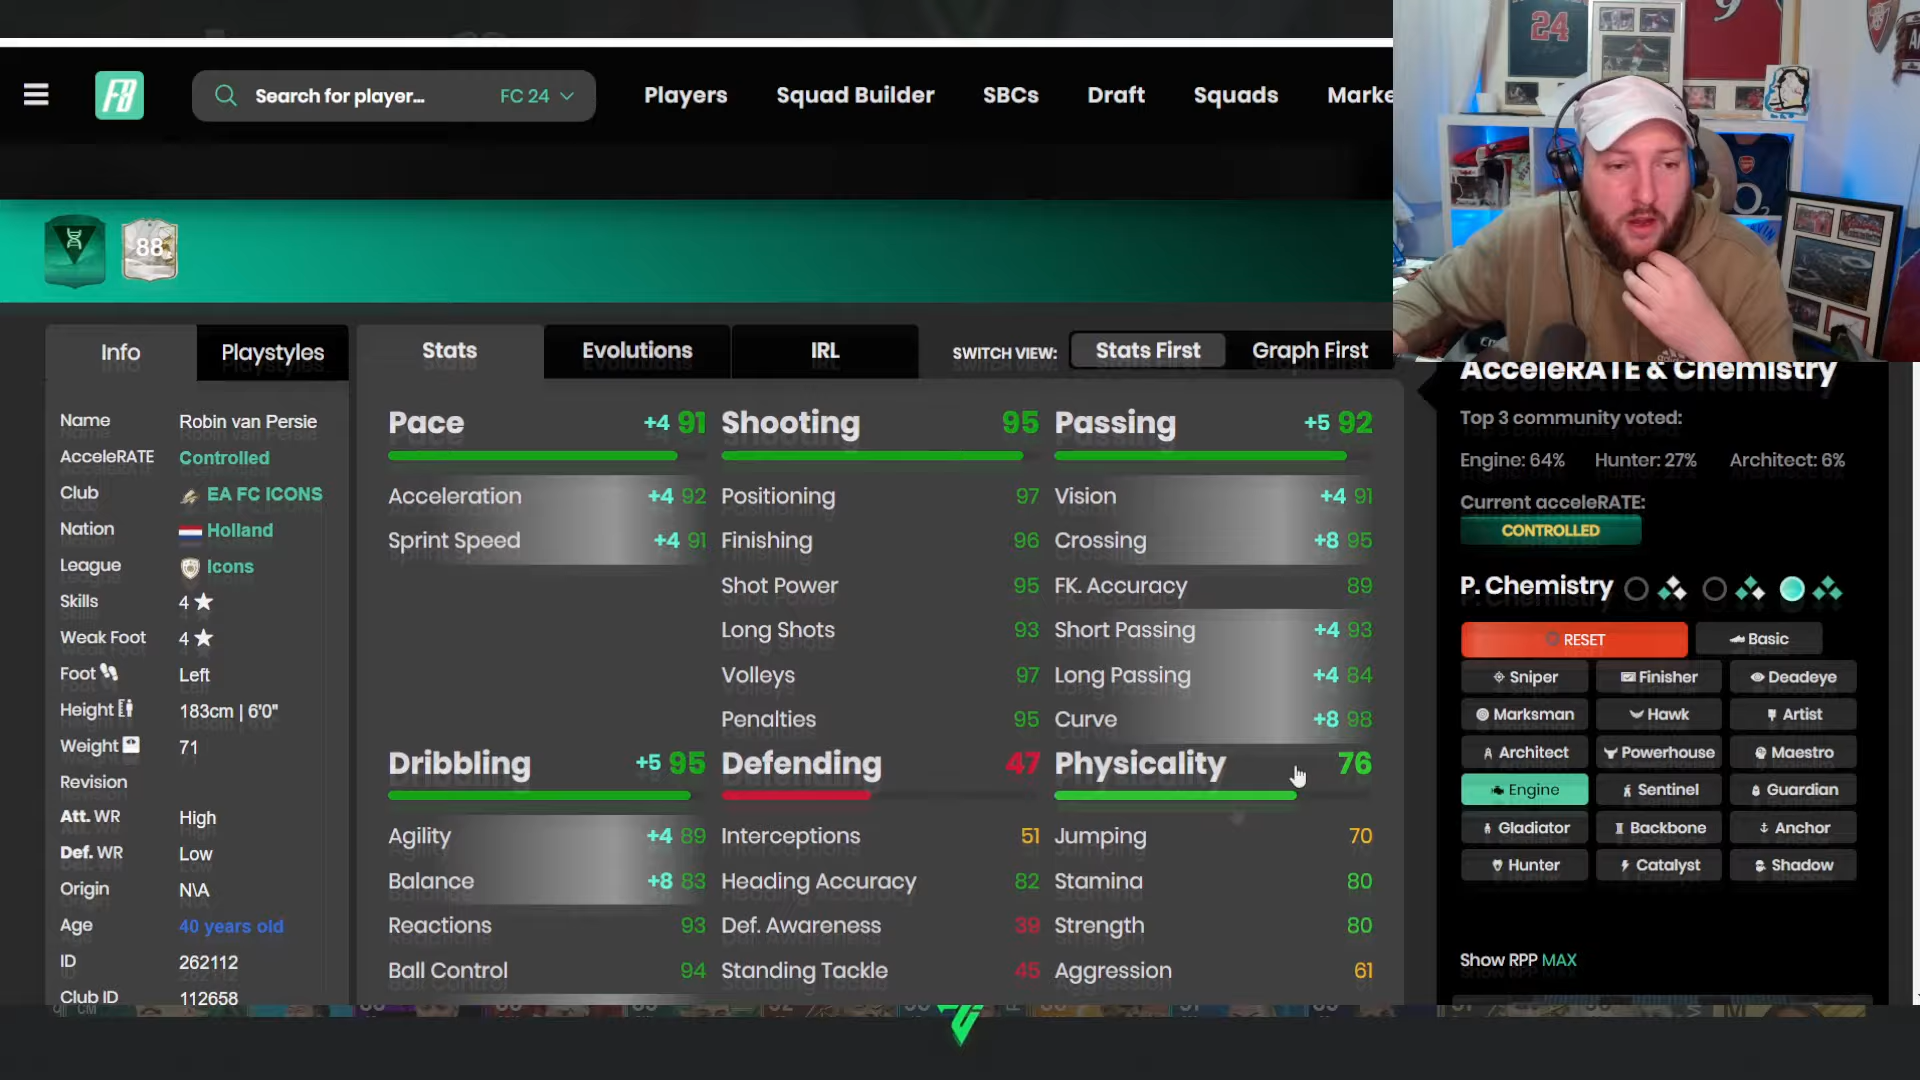 Search for player... FC 24 Players Squad Builder SBCs Draft Squads Marke
24
9
88
Info Playstyles Stats Evolutions IRL SWITCH VIEW: Stats First Graph First
Name Robin van Persie
AcceleRATE Controlled
Club EA FC ICONS
Nation Holland
League Icons
Skills 4
Weak Foot 4
Foot Left
Height 183cm | 6'0"
Weight 71
Revision
Att. WR High
Def. WR Low
Origin N\A
Age 40 years old
ID 262112
Club ID 112658
Pace +4 91
Acceleration +4 92
Sprint Speed +4 91
Shooting 95
Positioning 97
Finishing 96
Shot Power 95
Long Shots 93
Volleys 97
Penalties 95
Passing +5 92
Vision +4 91
Crossing +8 95
FK. Accuracy 89
Short Passing +4 93
Long Passing +4 84
Curve +8 98
Dribbling +5 95
Agility +4 89
Balance +8 83
Reactions 93
Ball Control 94
Defending 47
Interceptions 51
Heading Accuracy 82
Def. Awareness 39
Standing Tackle 45
Physicality 76
Jumping 70
Stamina 80
Strength 80
Aggression 61
AcceleRATE & Chemistry
Top 3 community voted:
Engine: 64% Hunter: 27% Architect: 6%
Current acceleRATE:
CONTROLLED
P. Chemistry
RESET Basic
Sniper Finisher Deadeye
Marksman Hawk Artist
Architect Powerhouse Maestro
Engine Sentinel Guardian
Gladiator Backbone Anchor
Hunter Catalyst Shadow
Show RPP MAX